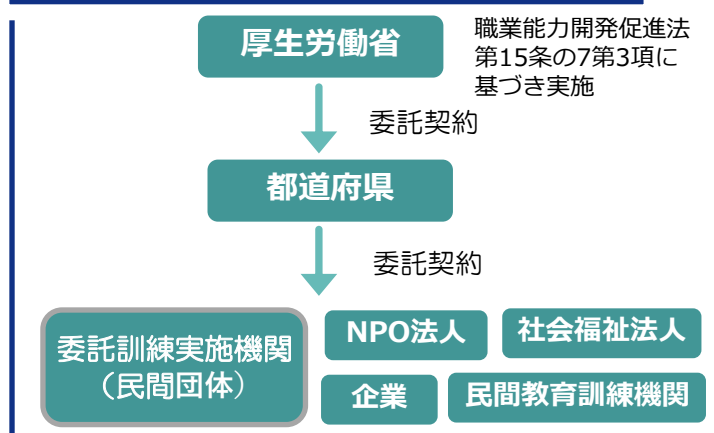 厚生労働省
職業能力開発促進法
第15条の7第3項に
基づき実施
委託契約
都道府県
委託契約
委託訓練実施機関
（民間団体）
NPO法人
社会福祉法人
企業
民間教育訓練機関